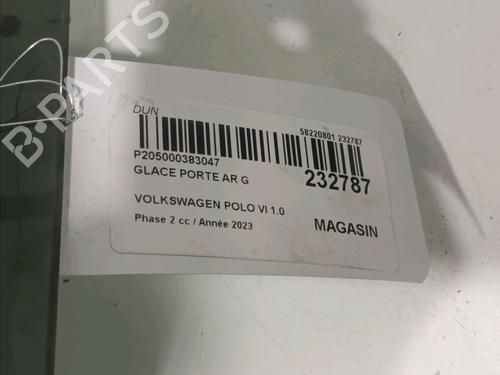 B-PARTS
DUN
58220801 232787
P205000383047
GLACE PORTE AR G
232787
VOLKSWAGEN POLO VI 1.0
Phase 2 cc / Année 2023
MAGASIN